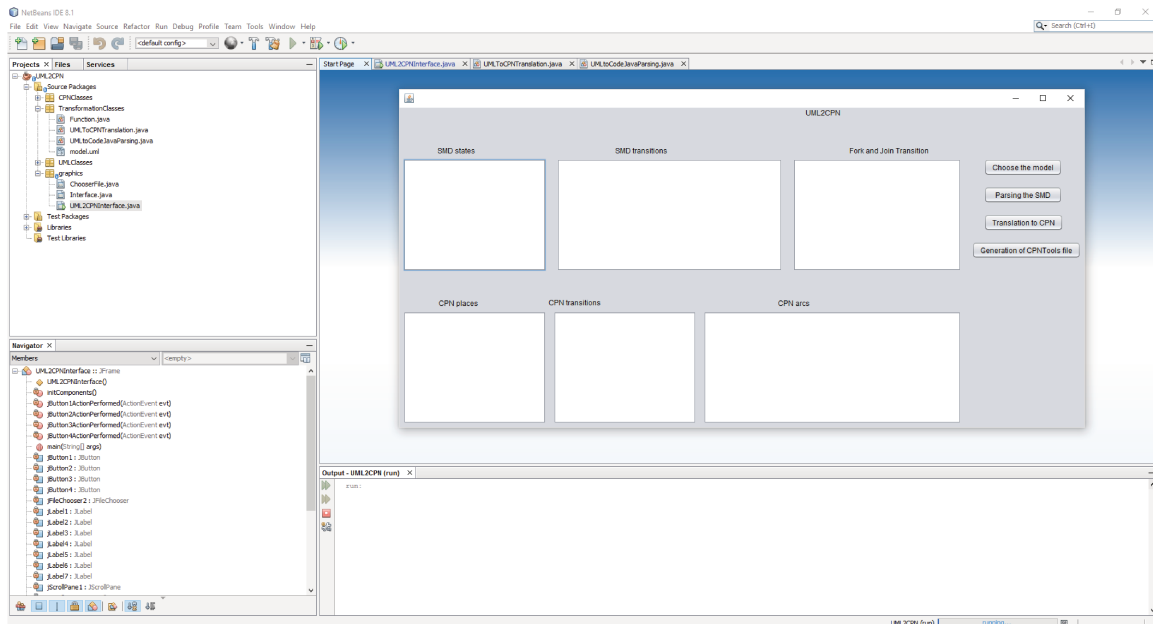 NetBeans IDE 8.1
File Edit View Navigate Source Refactor Run Debug Profile Team Tools Window Help
Search (Ctrl+I)
<default config>
Projects Files Services
UML2CPN
Source Packages
CPNClasses
TransformationClasses
Function.java
UMLToCPNTranslation.java
UMLtoCodeJavaParsing.java
model.uml
UMLClasses
graphics
ChooserFile.java
Interface.java
UML2CPNInterface.java
Test Packages
Libraries
Test Libraries
Navigator
Members <empty>
UML2CPNInterface :: JFrame
UML2CPNInterface()
initComponents()
jButton1ActionPerformed(ActionEvent evt)
jButton2ActionPerformed(ActionEvent evt)
jButton3ActionPerformed(ActionEvent evt)
jButton4ActionPerformed(ActionEvent evt)
main(String[] args)
jButton1 : JButton
jButton2 : JButton
jButton3 : JButton
jButton4 : JButton
jFileChooser2 : JFileChooser
jLabel1 : JLabel
jLabel2 : JLabel
jLabel3 : JLabel
jLabel4 : JLabel
jLabel5 : JLabel
jLabel6 : JLabel
jLabel7 : JLabel
jScrollPane1 : JScrollPane
Start Page UML2CPNInterface.java UMLToCPNTranslation.java UMLtoCodeJavaParsing.java
UML2CPN
SMD states SMD transitions Fork and Join Transition
Choose the model
Parsing the SMD
Translation to CPN
Generation of CPNTools file
CPN places CPN transitions CPN arcs
Output - UML2CPN (run)
run:
UML2CPN (run) running...